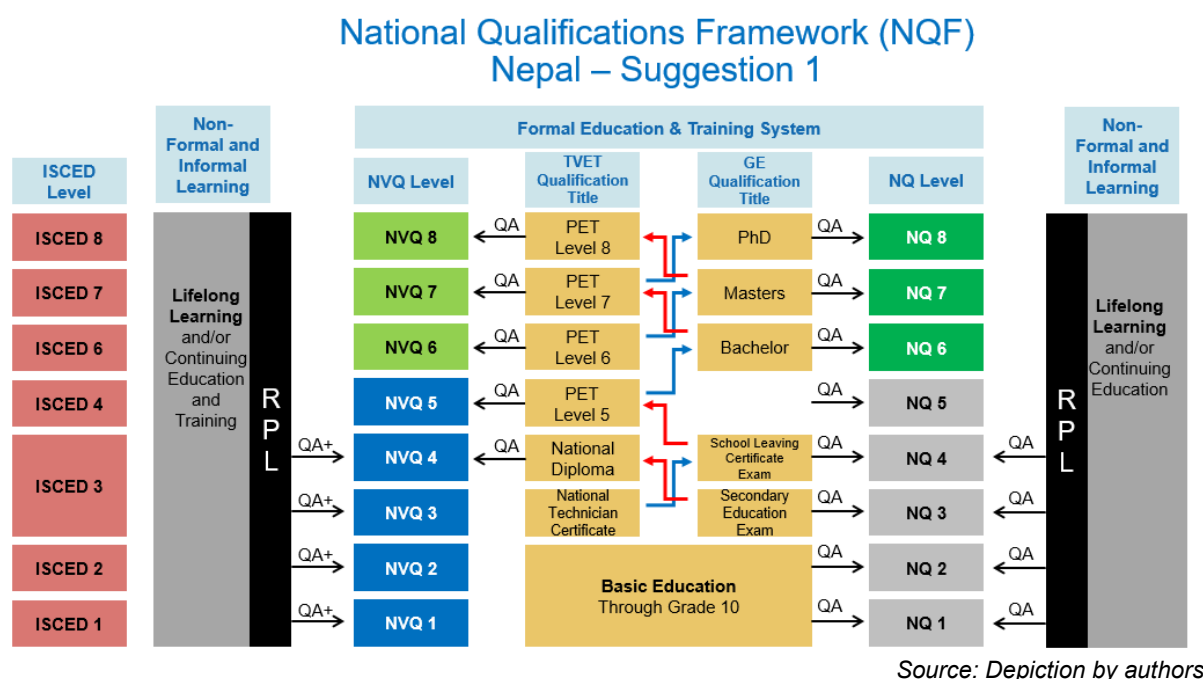 National Qualifications Framework (NQF)
Nepal – Suggestion 1
Non-
Formal and
Informal
Learning
Formal Education & Training System
Non-
Formal and
Informal
Learning
ISCED
Level
NVQ Level
TVET
Qualification
Title
GE
Qualification
Title
NQ Level
ISCED 8
NVQ 8
QA
PET
Level 8
PhD
QA
NQ 8
ISCED 7
NVQ 7
QA
PET
Level 7
Masters
QA
NQ 7
ISCED 6
NVQ 6
QA
PET
Level 6
Bachelor
QA
NQ 6
ISCED 4
NVQ 5
QA
PET
Level 5
QA
NQ 5
ISCED 3
QA+
NVQ 4
QA
National
Diploma
School Leaving
Certificate
Exam
QA
NQ 4
QA
QA+
NVQ 3
National
Technician
Certificate
Secondary
Education
Exam
QA
NQ 3
QA
ISCED 2
QA+
NVQ 2
Basic Education
Through Grade 10
QA
NQ 2
QA
ISCED 1
QA+
NVQ 1
QA
NQ 1
QA
Lifelong
Learning
and/or
Continuing
Education
and
Training
RPL
RPL
Lifelong
Learning
and/or
Continuing
Education
Source: Depiction by authors